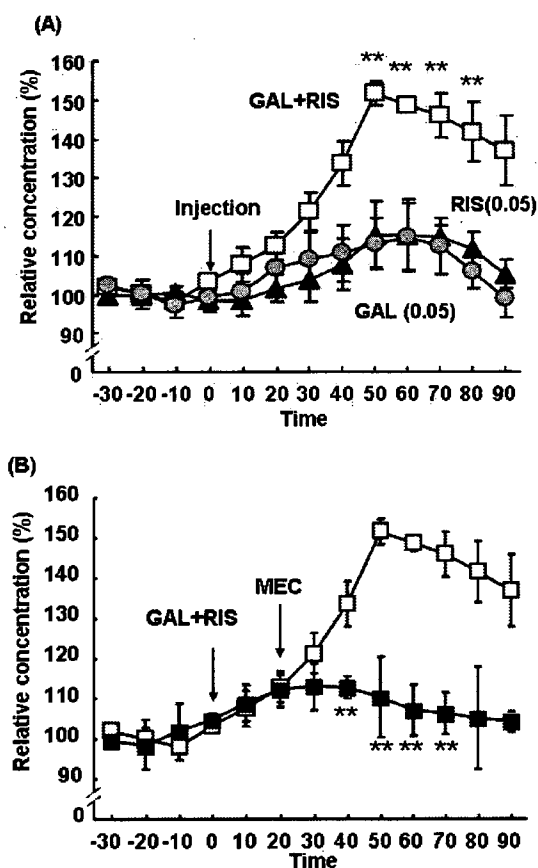 (A)
Relative concentration (%)
160
150
140
130
120
110
100
90
0
** ** ** **
GAL+RIS
Injection
RIS(0.05)
GAL (0.05)
-30 -20 -10 0 10 20 30 40 50 60 70 80 90
Time
(B)
Relative concentration (%)
160
150
140
130
120
110
100
90
0
MEC
GAL+RIS
**
** ** **
-30 -20 -10 0 10 20 30 40 50 60 70 80 90
Time